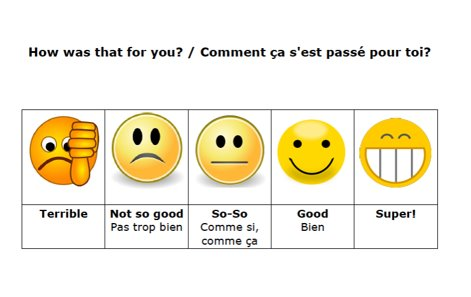 How was that for you? / Comment ça s'est passé pour toi?
Terrible
Not so good
Pas trop bien
So-So
Comme si,
comme ça
Good
Bien
Super!